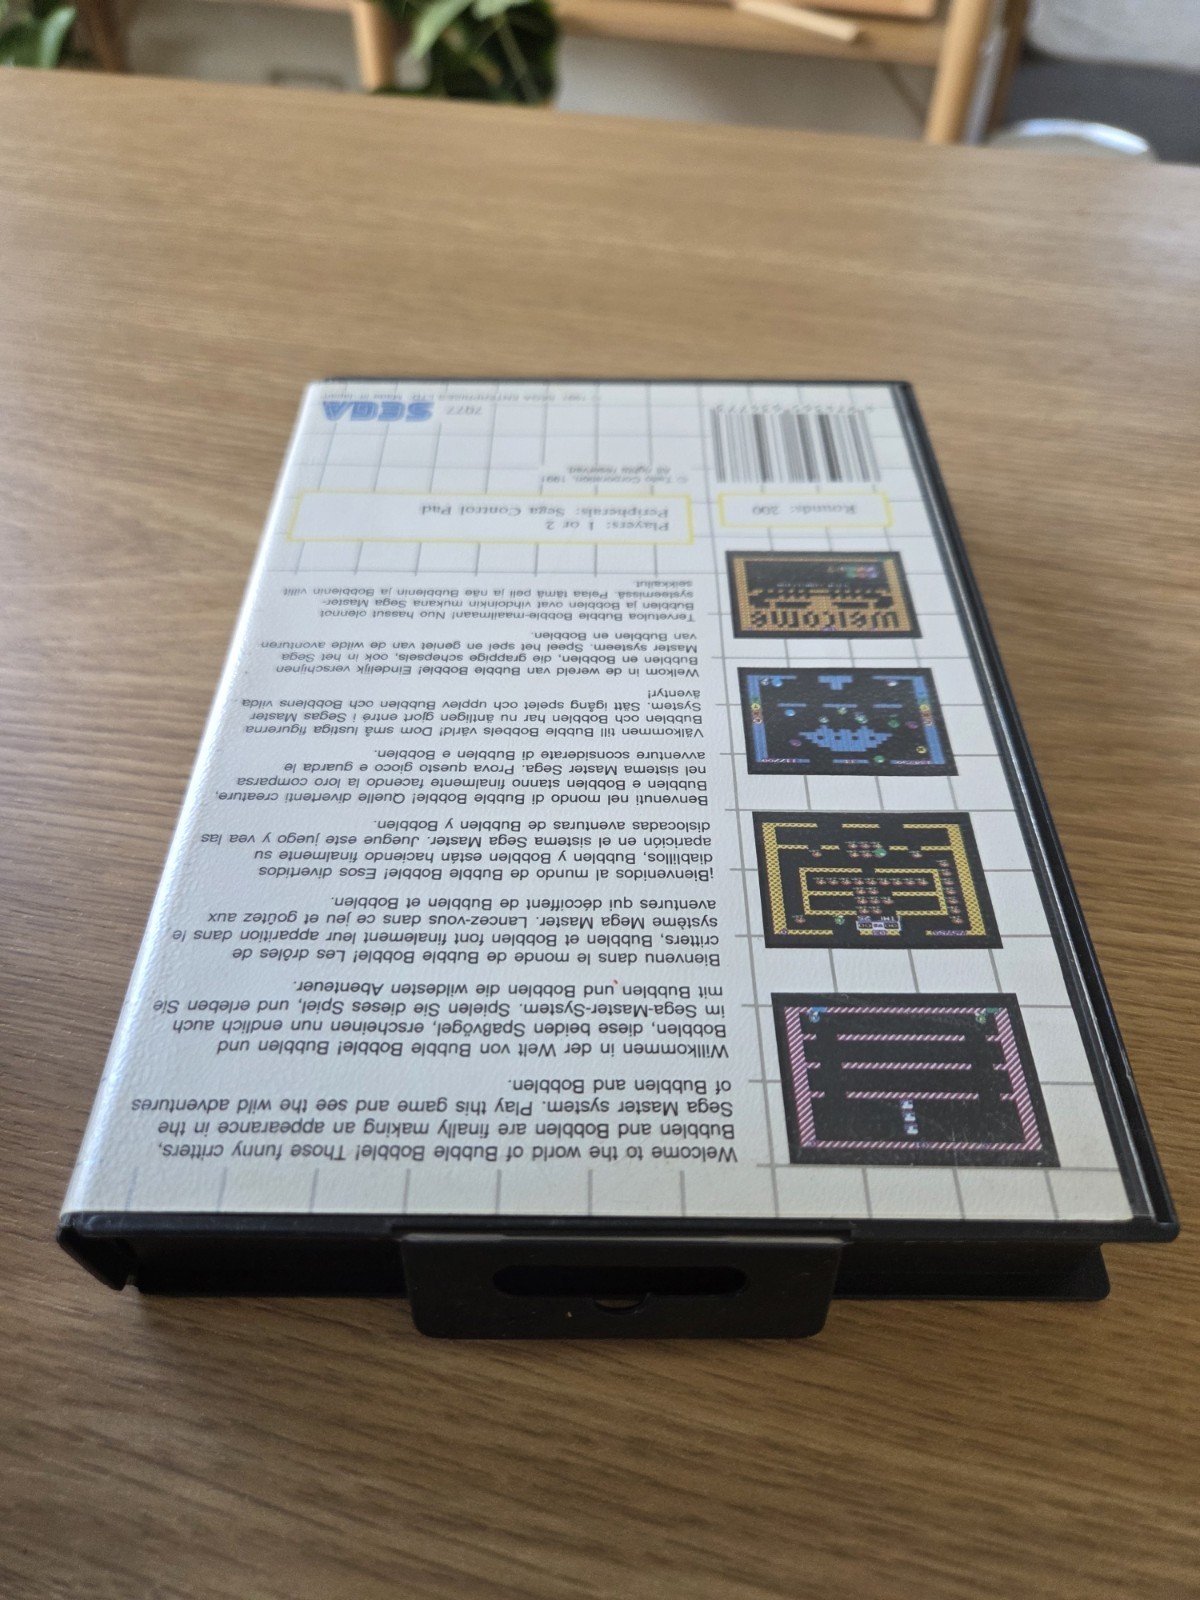 Welcome to the world of Bubble Bobble! Those funny critters,
Bubblen and Bobblen are finally making an appearance in the
Sega Master system. Play this game and see the wild adventures
of Bubblen and Bobblen.
Willkommen in der Welt von Bubble Bobble! Bubblen und
Bobblen, diese beiden Spaßvögel, erscheinen nun endlich auch
im Sega-Master-System. Spielen Sie dieses Spiel, und erleben Sie
mit Bubblen und Bobblen die wildesten Abenteuer.
Bienvenu dans le monde de Bubble Bobble! Les drôles de
critters, Bubblen et Bobblen font finalement leur apparition dans le
système Mega Master. Lancez-vous dans ce jeu et goûtez aux
aventures qui décoiffent de Bubblen et Bobblen.
¡Bienvenidos al mundo de Bubble Bobble! Esos divertidos
diablillos, Bubblen y Bobblen están haciendo finalmente su
aparición en el sistema Sega Master. Juegue este juego y vea las
dislocadas aventuras de Bubblen y Bobblen.
Benvenuti nel mondo di Bubble Bobble! Quelle divertenti creature,
Bubblen e Bobblen stanno finalmente facendo la loro comparsa
nel sistema Master Sega. Prova questo gioco e guarda le
avventure sconsiderate di Bubblen e Bobblen.
Välkommen till Bubble Bobbels värld! Dom små lustiga figurerna
Bubblen och Bobblen har nu äntligen gjort entré i Segas Master
System. Sätt igång spelet och upplev Bubblen och Bobblens vilda
äventyr!
Welkom in de wereld van Bubble Bobble! Eindelijk verschijnen
Bubblen en Bobblen, die grappige schepsels, ook in het Sega
Master systeem. Speel het spel en geniet van de wilde avonturen
van Bubblen en Bobblen.
Tervetuloa Bubble Bobble-maailmaan! Nuo hassut olennot
Bubblen ja Bobblen ovat vihdoinkin mukana Sega Master-
systeemissä. Pelaa tämä peli ja näe Bubblenin ja Bobblenin villit
seikkailut.
welcome
Rounds: 200
Players: 1 or 2
Peripherals: Sega Control Pad
© Taito Corporation, 1991
All rights reserved.
7077
SEGA
© 1991 SEGA ENTERPRISES LTD. Made in Japan